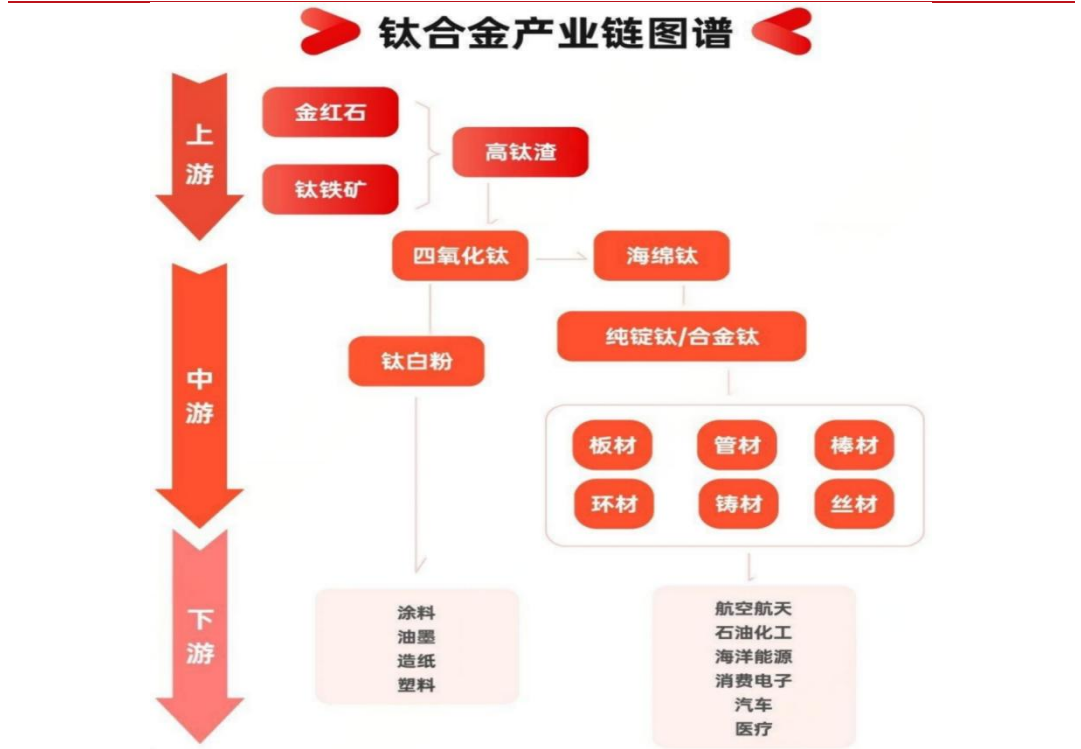 钛合金产业链图谱
上
游
金红石
钛铁矿
高钛渣
四氧化钛
海绵钛
中
游
纯锭钛/合金钛
钛白粉
板材
管材
棒材
环材
铸材
丝材
下
游
涂料
油墨
造纸
塑料
航空航天
石油化工
海洋能源
消费电子
汽车
医疗